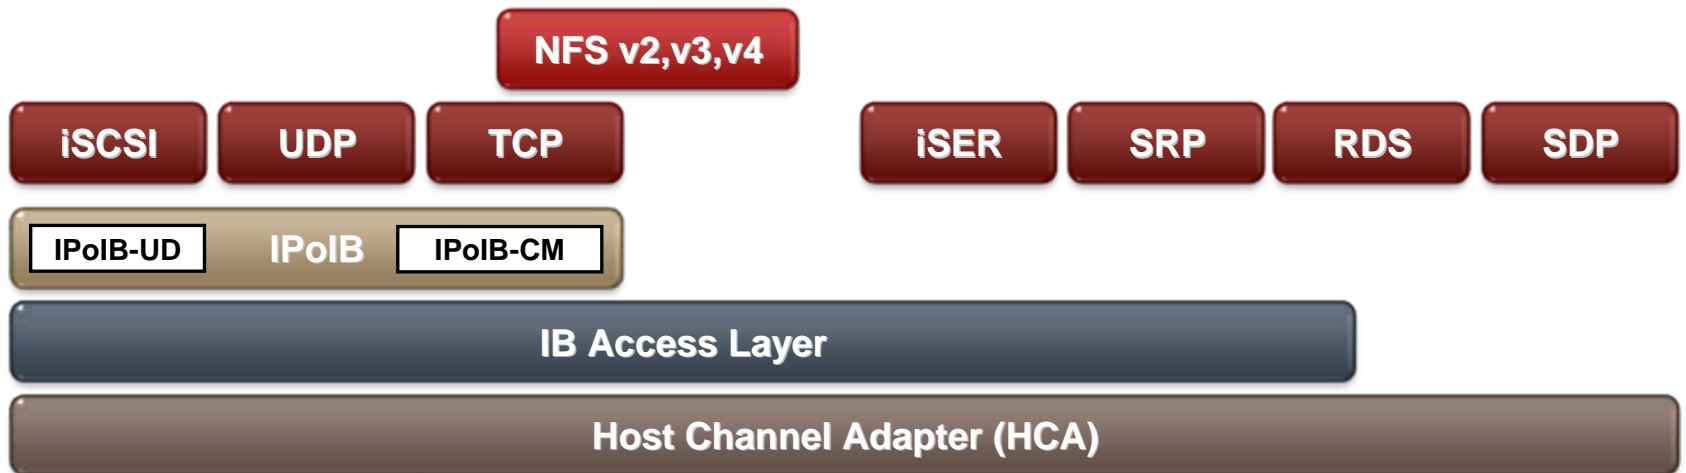 NFS v2,v3,v4
iSCSI UDP TCP iSER SRP RDS SDP
IPoIB-UD IPoIB IPoIB-CM
IB Access Layer
Host Channel Adapter (HCA)